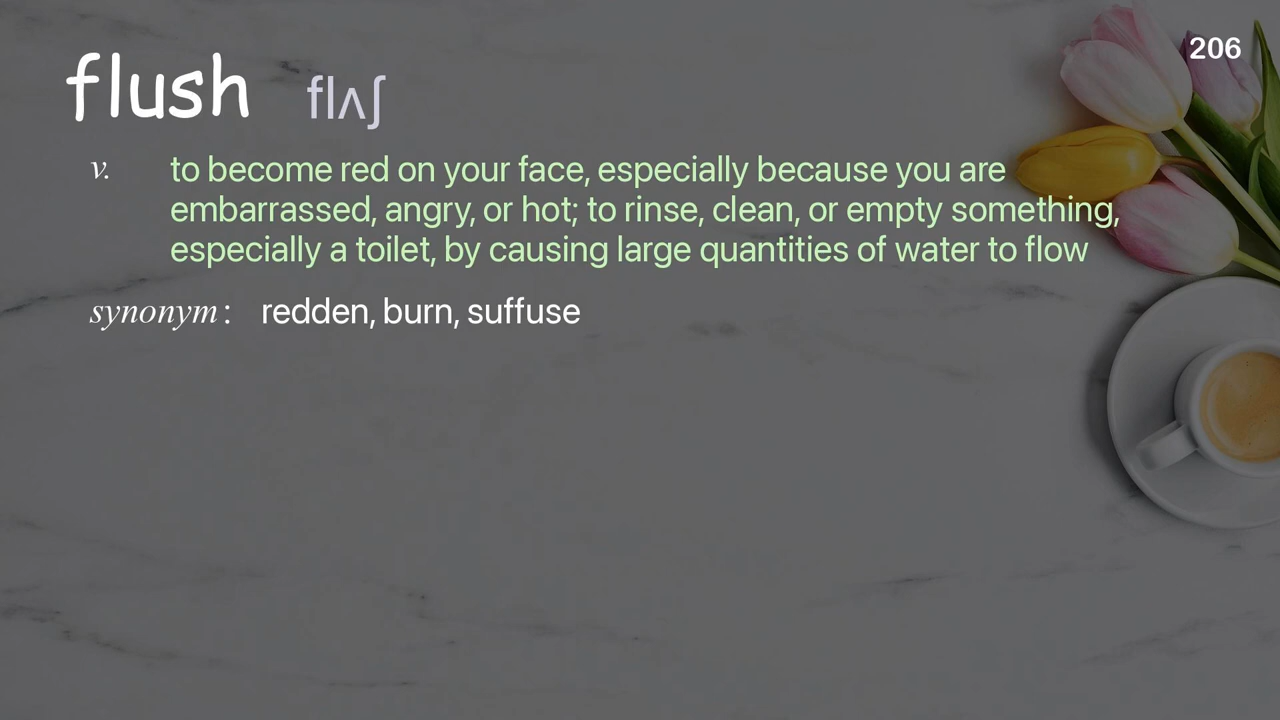 206
flush flʌʃ
v. to become red on your face, especially because you are
embarrassed, angry, or hot; to rinse, clean, or empty something,
especially a toilet, by causing large quantities of water to flow
synonym: redden, burn, suffuse